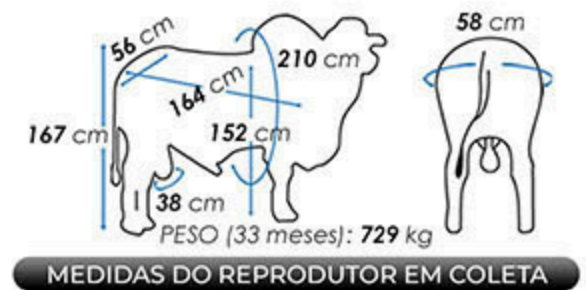 56 cm
58 cm
210 cm
164 cm
167 cm
152 cm
38 cm
PESO (33 meses): 729 kg
MEDIDAS DO REPRODUTOR EM COLETA